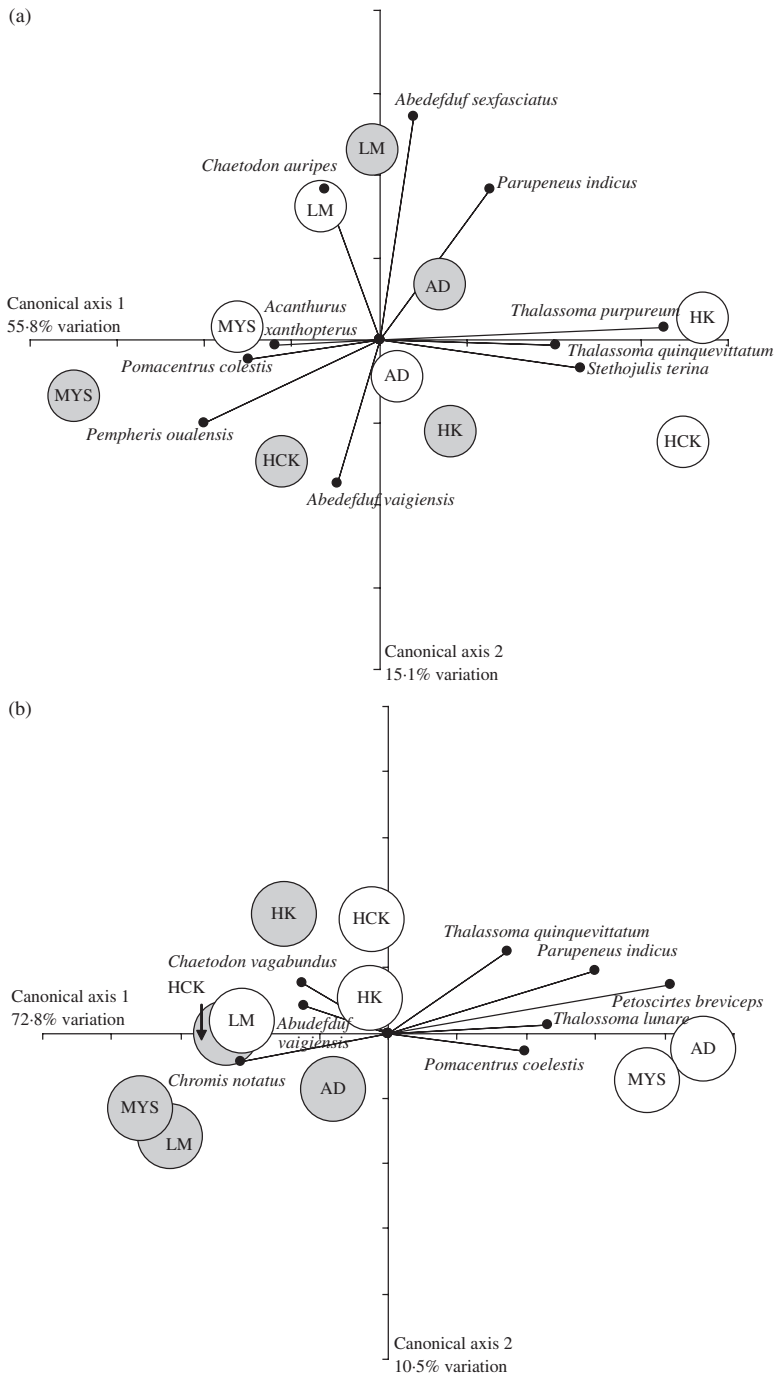 (a)
Abedefduf sexfasciatus
LM
Chaetodon auripes
Parupeneus indicus
LM
AD
Canonical axis 1
55·8% variation
Acanthurus
xanthopterus
MYS
Thalassoma purpureum
HK
Thalassoma quinquevittatum
Pomacentrus colestis
Stethojulis terina
AD
MYS
Pempheris oualensis
HK
HCK
HCK
Abedefduf vaigiensis
Canonical axis 2
15·1% variation
(b)
HK
HCK
Thalassoma quinquevittatum
Parupeneus indicus
Chaetodon vagabundus
HCK
HK
Canonical axis 1
72·8% variation
Petoscirtes breviceps
LM
Abudefduf
vaigiensis
Thalossoma lunare
AD
Pomacentrus coelestis
Chromis notatus
MYS
AD
MYS
LM
Canonical axis 2
10·5% variation